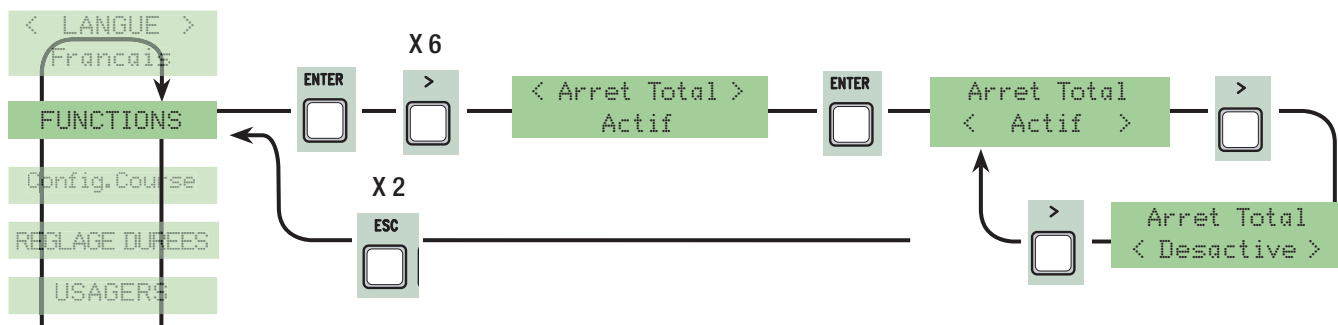 < LANGUE >
Francais
FUNCTIONS
Config.Course
REGLAGE DUREES
USAGERS
ENTER
X 6
>
< Arret Total >
Actif
ENTER
Arret Total
< Actif >
>
Arret Total
< Desactive >
>
X 2
ESC